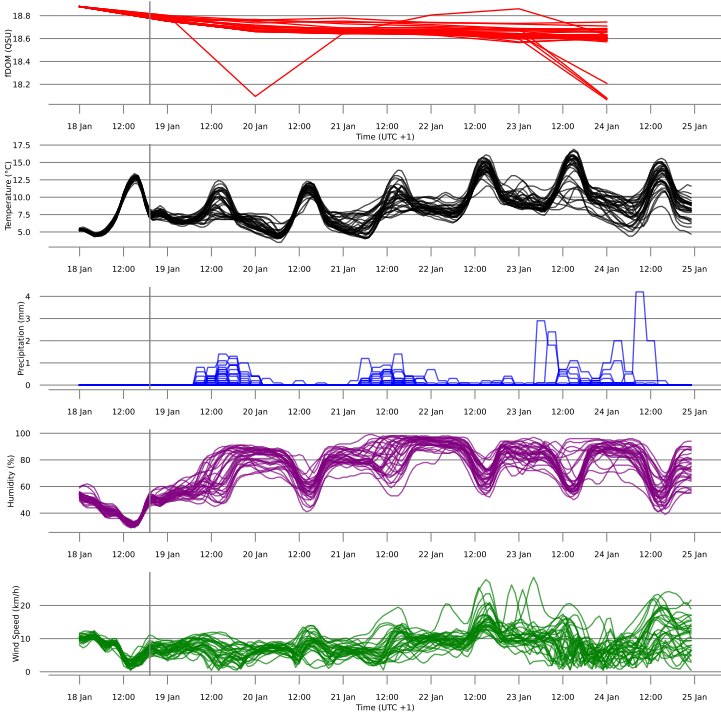 18.8
18.6
18.4
18.2
fDOM (QSU)
18 Jan 12:00 19 Jan 12:00 20 Jan 12:00 21 Jan 12:00 22 Jan 12:00 23 Jan 12:00 24 Jan 12:00 25 Jan
Time (UTC +1)
17.5
15.0
12.5
10.0
7.5
5.0
Temperature (°C)
18 Jan 12:00 19 Jan 12:00 20 Jan 12:00 21 Jan 12:00 22 Jan 12:00 23 Jan 12:00 24 Jan 12:00 25 Jan
4
3
2
1
0
Precipitation (mm)
18 Jan 12:00 19 Jan 12:00 20 Jan 12:00 21 Jan 12:00 22 Jan 12:00 23 Jan 12:00 24 Jan 12:00 25 Jan
100
80
60
40
Humidity (%)
18 Jan 12:00 19 Jan 12:00 20 Jan 12:00 21 Jan 12:00 22 Jan 12:00 23 Jan 12:00 24 Jan 12:00 25 Jan
20
10
0
Wind Speed (km/h)
18 Jan 12:00 19 Jan 12:00 20 Jan 12:00 21 Jan 12:00 22 Jan 12:00 23 Jan 12:00 24 Jan 12:00 25 Jan
Time (UTC +1)